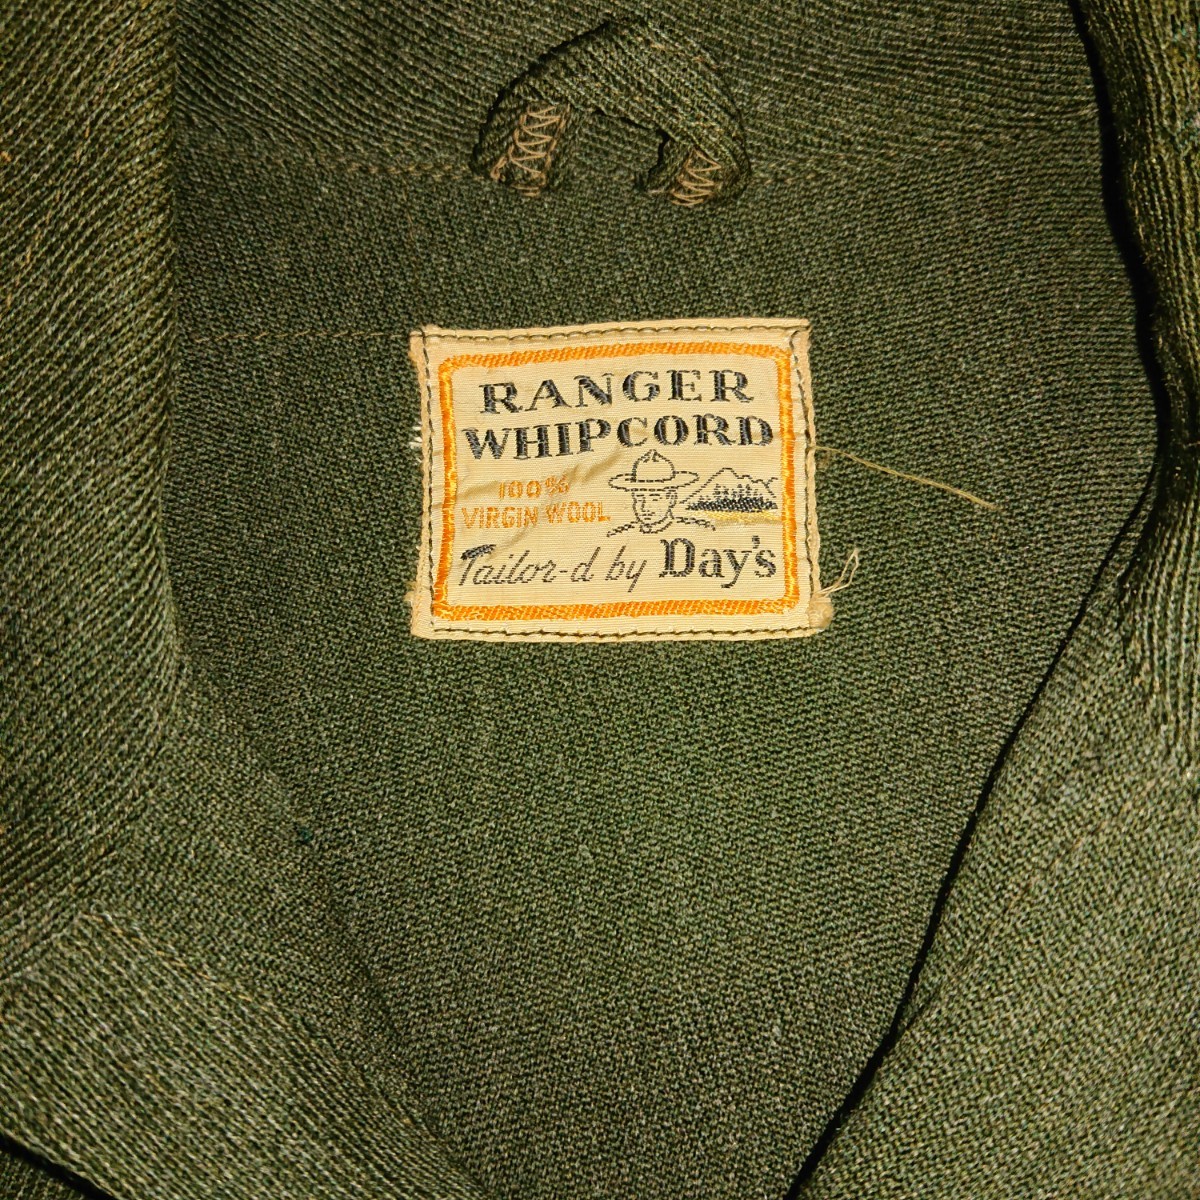 RANGER
WHIPCORD
100%
VIRGIN WOOL
Tailor-d by Day's